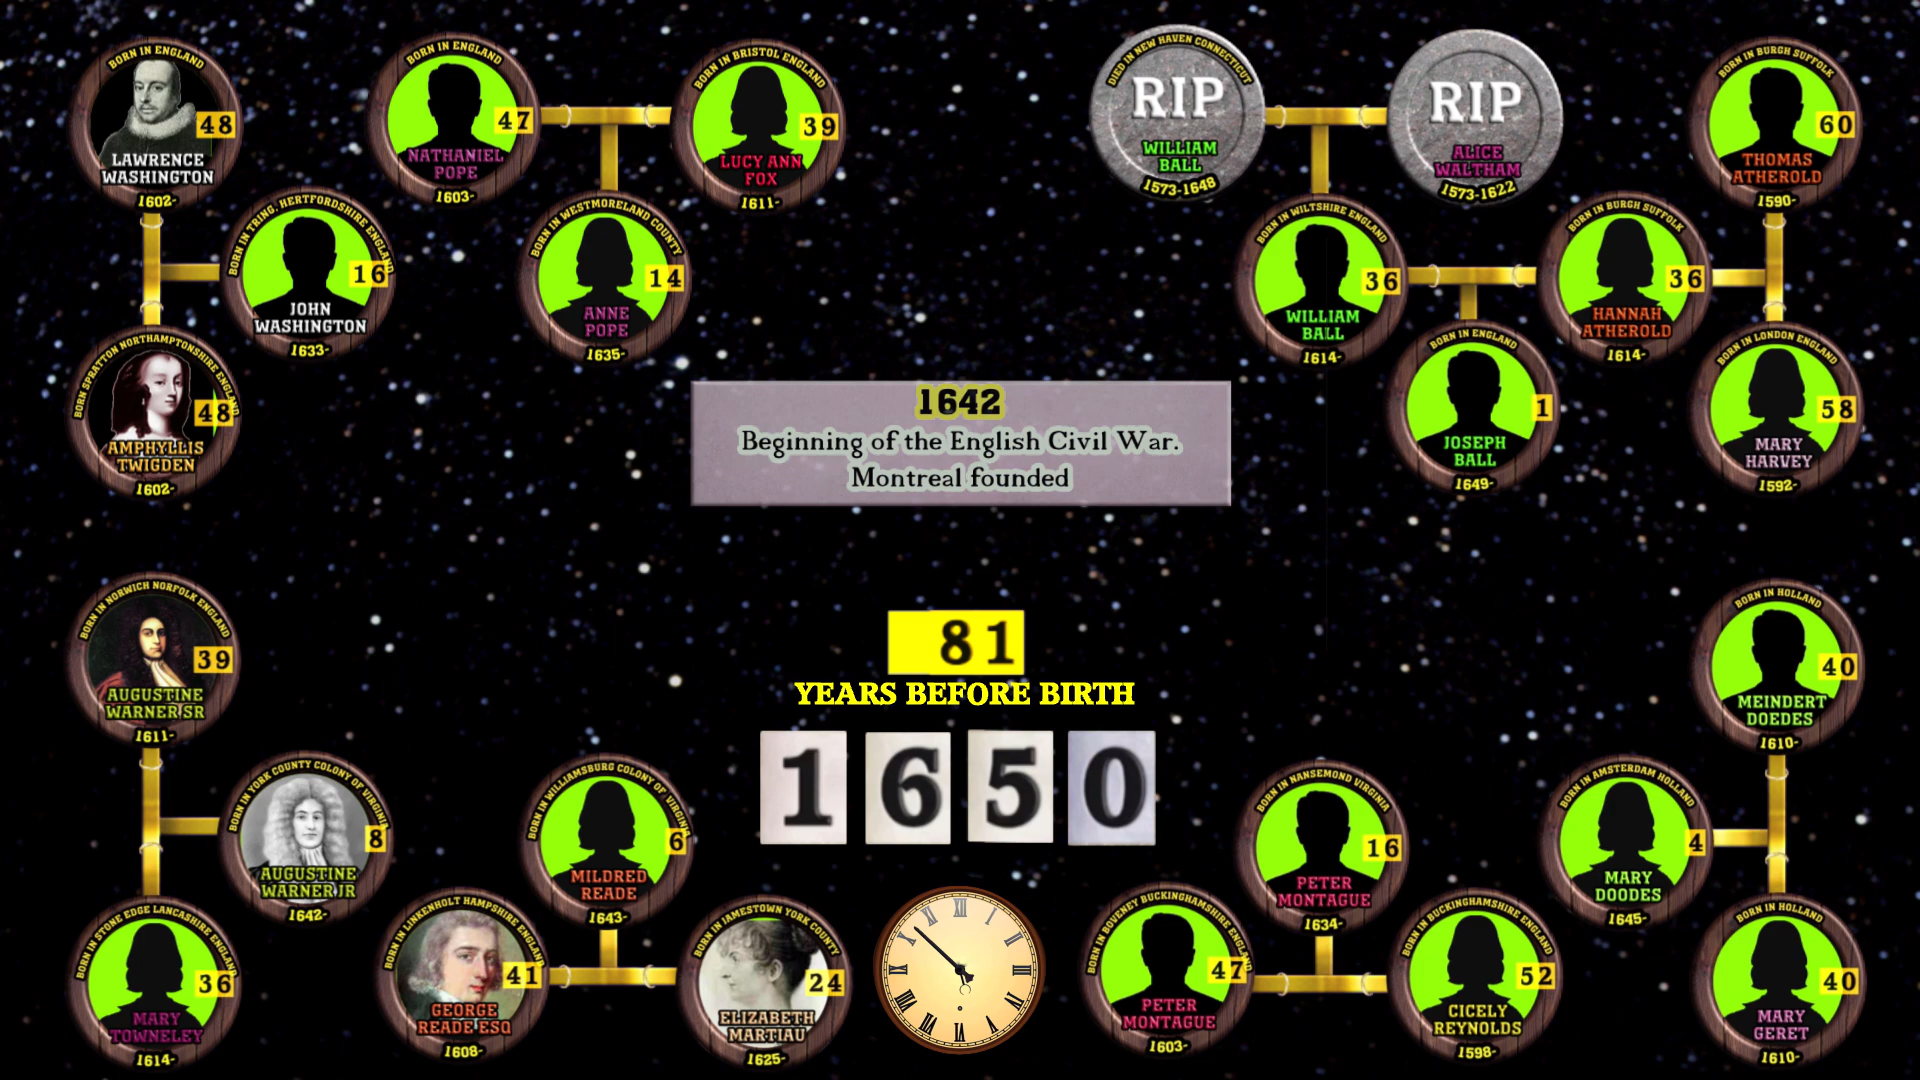 BORN IN ENGLAND
48
LAWRENCE
WASHINGTON
1602-
BORN IN ENGLAND
47
NATHANIEL
POPE
1603-
BORN IN BRISTOL ENGLAND
39
LUCY ANN
FOX
1611-
DIED IN NEW HAVEN CONNECTICUT
RIP
WILLIAM
BALL
1573-1648
RIP
ALICE
WALTHAM
1573-1622
BORN IN BURGH SUFFOLK
60
THOMAS
ATHEROLD
1590-
BORN IN TRING, HERTFORDSHIRE ENGLAND
16
JOHN
WASHINGTON
1633-
BORN IN WESTMORELAND COUNTY
14
ANNE
POPE
1635-
BORN IN WILTSHIRE ENGLAND
36
WILLIAM
BALL
1614-
BORN IN BURGH SUFFOLK
36
HANNAH
ATHEROLD
1614-
BORN SPRATTON NORTHAMPTONSHIRE ENGLAND
48
AMPHYLLIS
TWIGDEN
1602-
BORN IN ENGLAND
1
JOSEPH
BALL
1649-
BORN IN LONDON ENGLAND
58
MARY
HARVEY
1592-
1642
Beginning of the English Civil War.
Montreal founded
BORN IN NORWICH NORFOLK ENGLAND
39
AUGUSTINE
WARNER SR
1611-
81
YEARS BEFORE BIRTH
1650
BORN IN HOLLAND
40
MEINDERT
DOEDES
1610-
BORN IN YORK COUNTY COLONY OF VIRGINIA
8
AUGUSTINE
WARNER JR
1642-
BORN IN WILLIAMSBURG COLONY OF VIRGINIA
6
MILDRED
READE
1643-
BORN IN NANSEMOND VIRGINIA
16
PETER
MONTAGUE
1634-
BORN IN AMSTERDAM HOLLAND
4
MARY
DOODES
1645-
BORN IN STONE EDGE LANCASHIRE ENGLAND
36
MARY
TOWNELEY
1614-
BORN IN LINKENHOLT HAMPSHIRE ENGLAND
41
GEORGE
READE ESQ
1608-
BORN IN JAMESTOWN YORK COUNTY
24
ELIZABETH
MARTIAU
1625-
XII I II III IIII V VI VII VIII IX X XI
BORN IN BOVENEY BUCKINGHAMSHIRE ENGLAND
47
PETER
MONTAGUE
1603-
BORN IN BUCKINGHAMSHIRE ENGLAND
52
CICELY
REYNOLDS
1598-
BORN IN HOLLAND
40
MARY
GERET
1610-